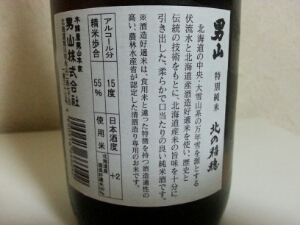 男山 特別純米 北の稲穂
北海道の中央・大雪山系の万年雪を源とする
伏流水と北海道産酒造好適米を使い、歴史と
伝統の技術をもとに、北海道産米の旨味を十分に
引き出した、柔らかで口当たりの良い純米酒です。
※酒造好適米は、食用米と違った特徴を持つ酒造適性の
高い、農林水産省が認定した清酒造り専用のお米です。
アルコール分 15度 日本酒度 +2
精米歩合 55% 使用米
男山株式会社